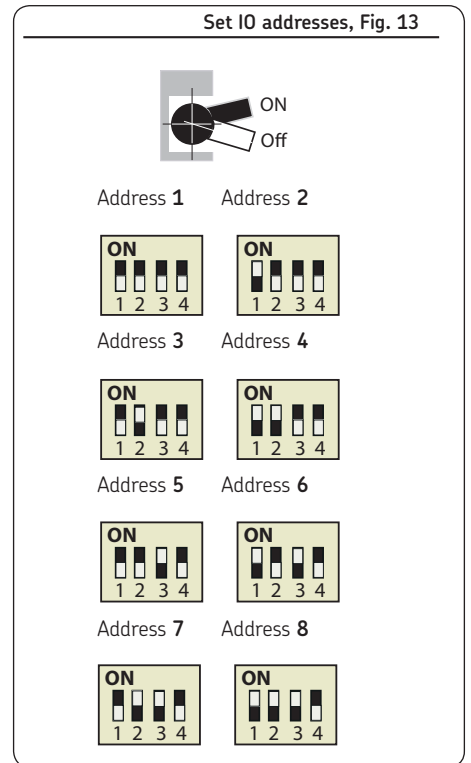 Set IO addresses, Fig. 13
ON
Off
Address 1 Address 2
ON ON
1 2 3 4 1 2 3 4
Address 3 Address 4
ON ON
1 2 3 4 1 2 3 4
Address 5 Address 6
ON ON
1 2 3 4 1 2 3 4
Address 7 Address 8
ON ON
1 2 3 4 1 2 3 4